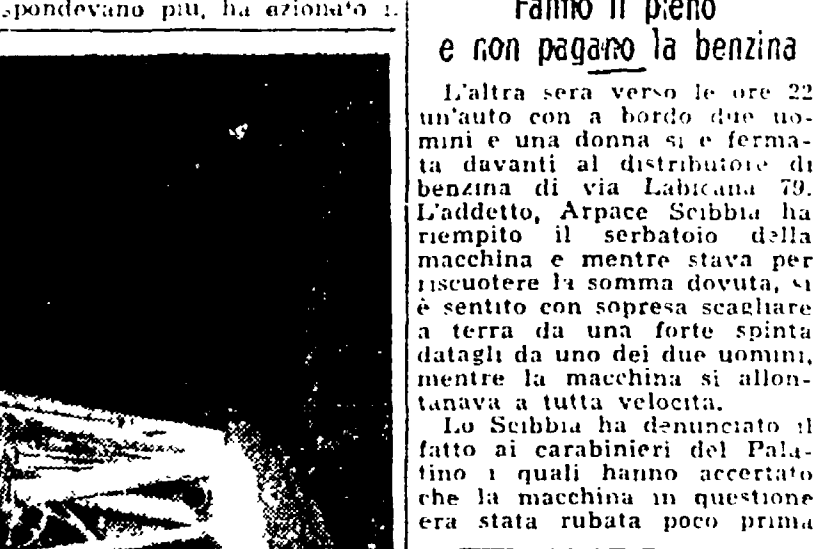 spondevano più, ha azionato i
Fanno il pieno
e non pagano la benzina
L'altra sera verso le ore 22
un'auto con a bordo due uo-
mini e una donna si è ferma-
ta davanti al distributore di
benzina di via Labicana 79.
L'addetto, Arpace Scibbia ha
riempito il serbatoio della
macchina e mentre stava per
riscuotere la somma dovuta, si
è sentito con sopresa scagliare
a terra da una forte spinta
datagli da uno dei due uomini,
mentre la macchina si allon-
tanava a tutta velocità.
Lo Scibbia ha denunciato il
fatto ai carabinieri del Pala-
tino i quali hanno accertato
che la macchina in questione
era stata rubata poco prima